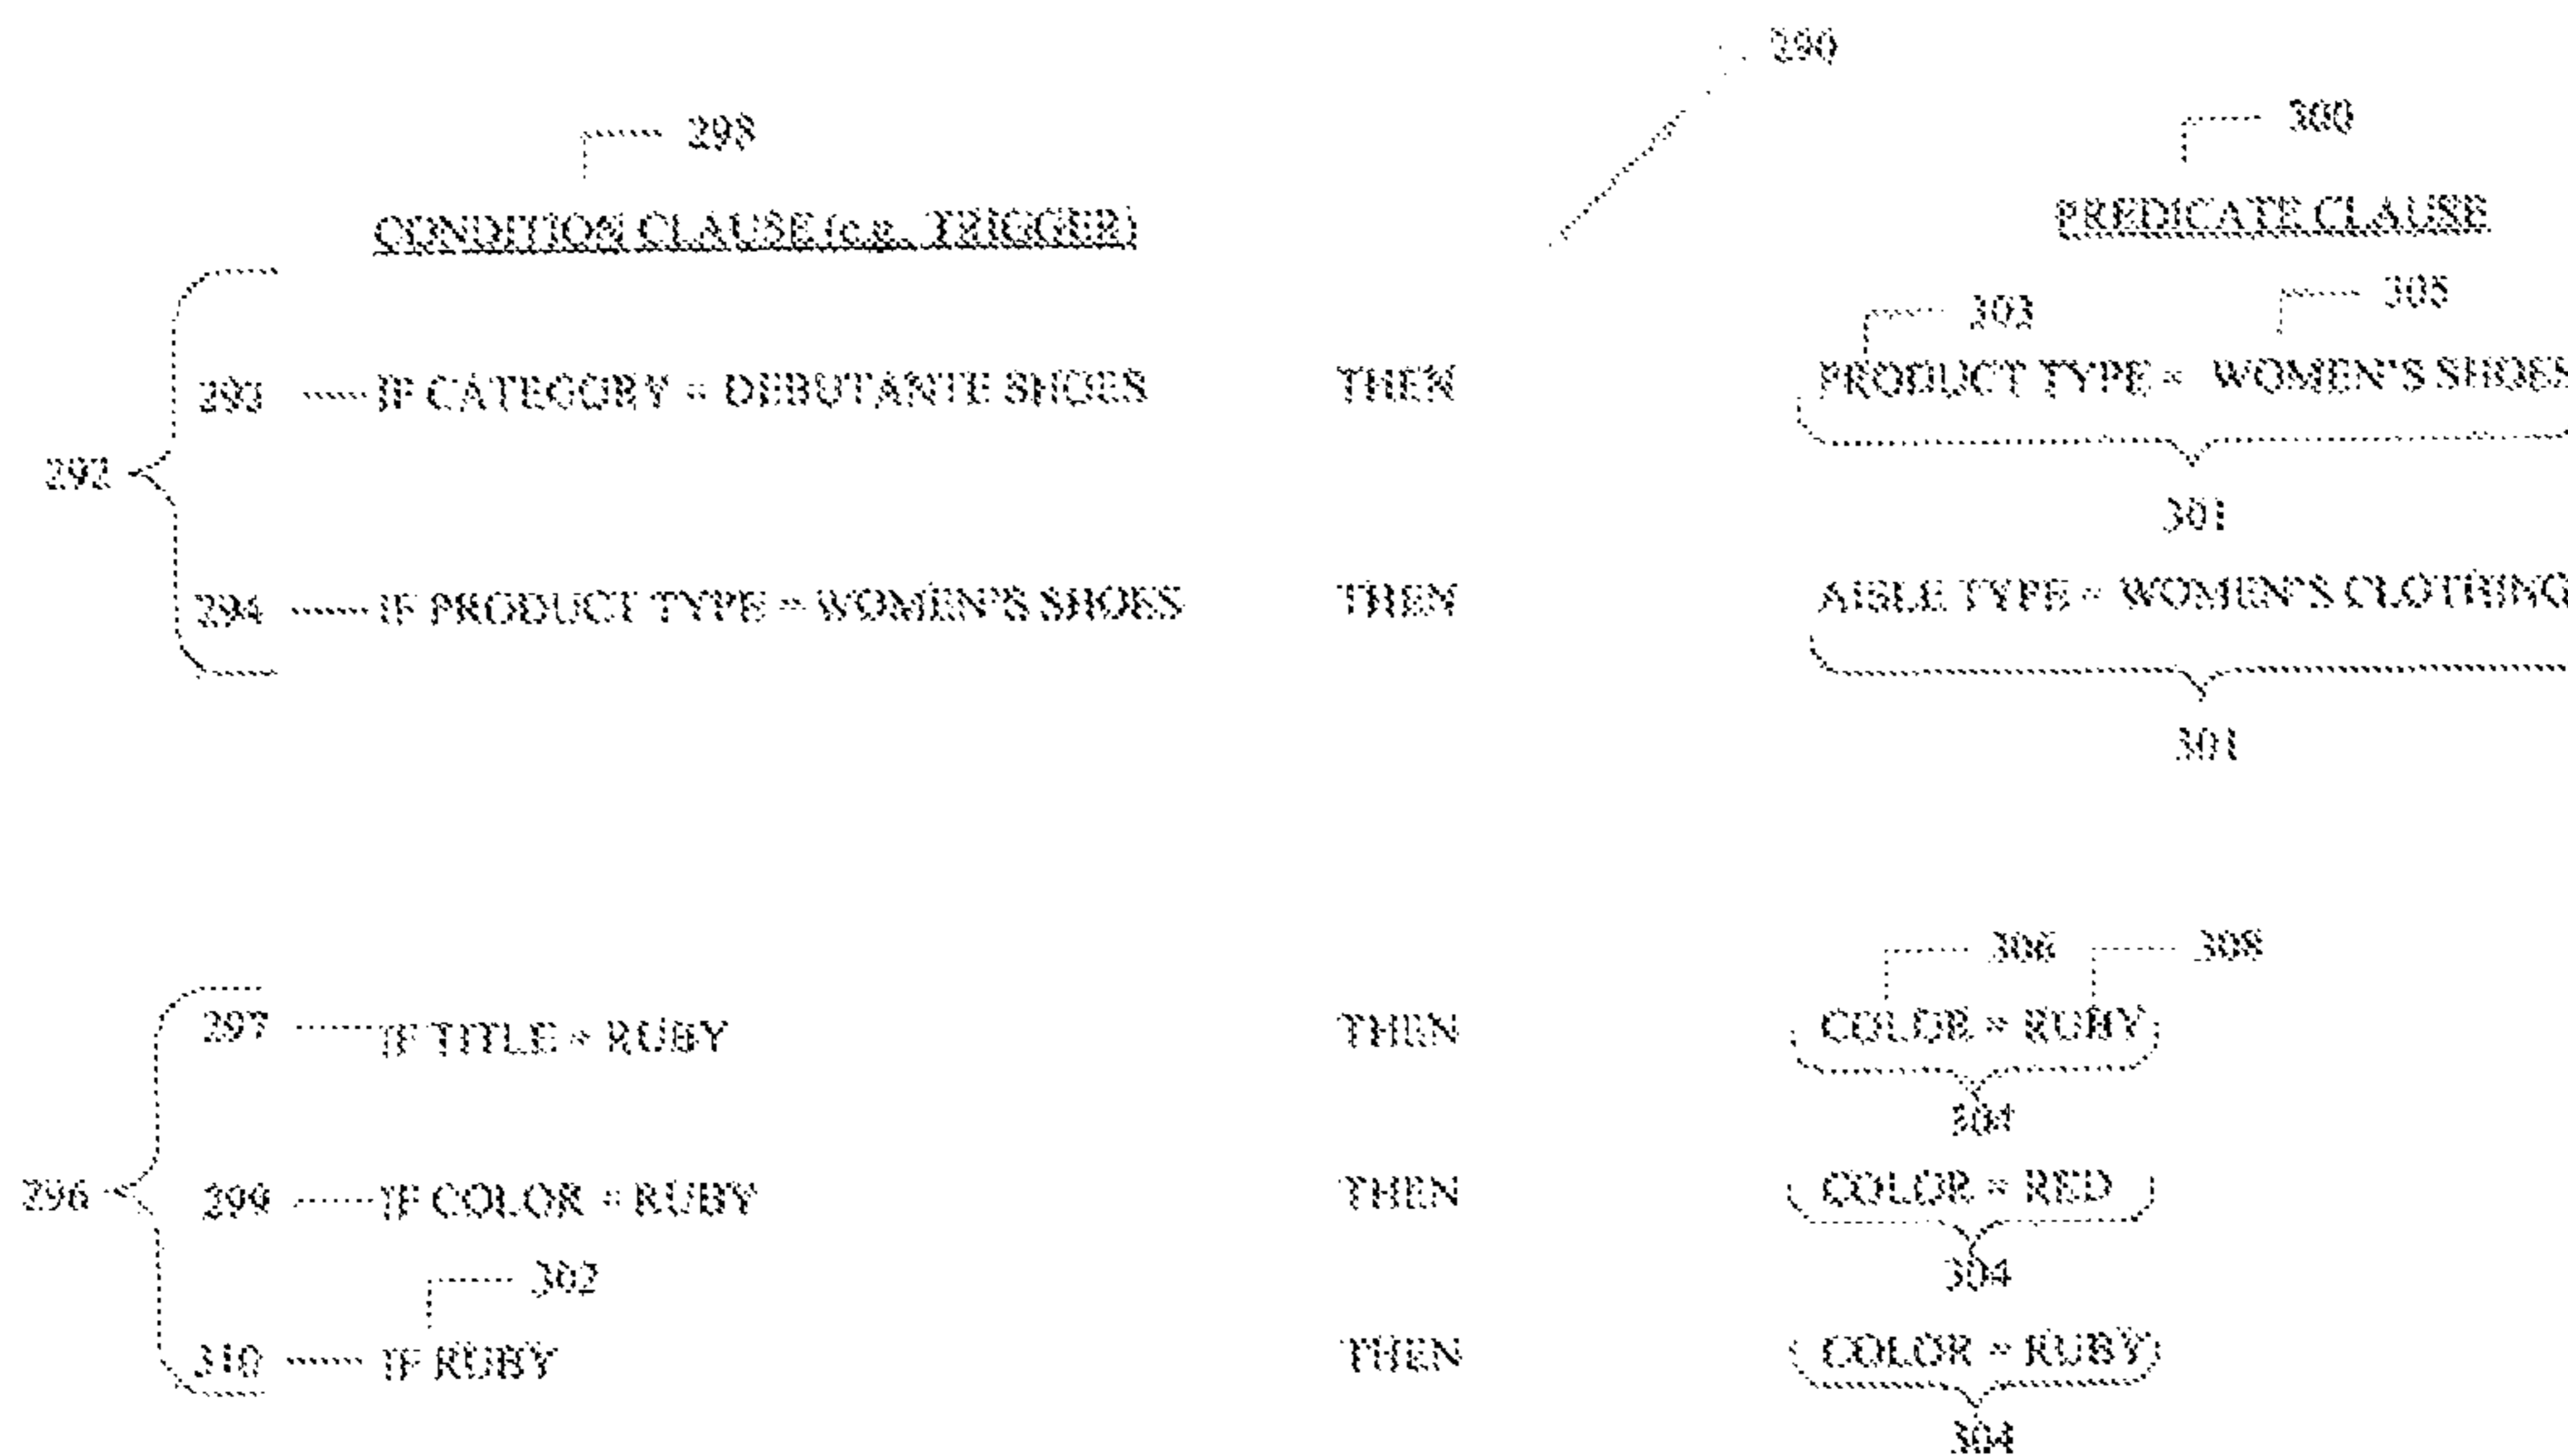 290
298 300
CONDITION CLAUSE (e.g., TRIGGER) PREDICATE CLAUSE
303 305
293 IF CATEGORY = DEBUTANTE SHOES THEN PRODUCT TYPE = WOMEN'S SHOES
292
301
294 IF PRODUCT TYPE = WOMEN'S SHOES THEN AISLE TYPE = WOMEN'S CLOTHING
301
306 308
297 IF TITLE = RUBY THEN COLOR = RUBY
304
296 299 IF COLOR = RUBY THEN COLOR = RED
302 304
310 IF RUBY THEN COLOR = RUBY
304